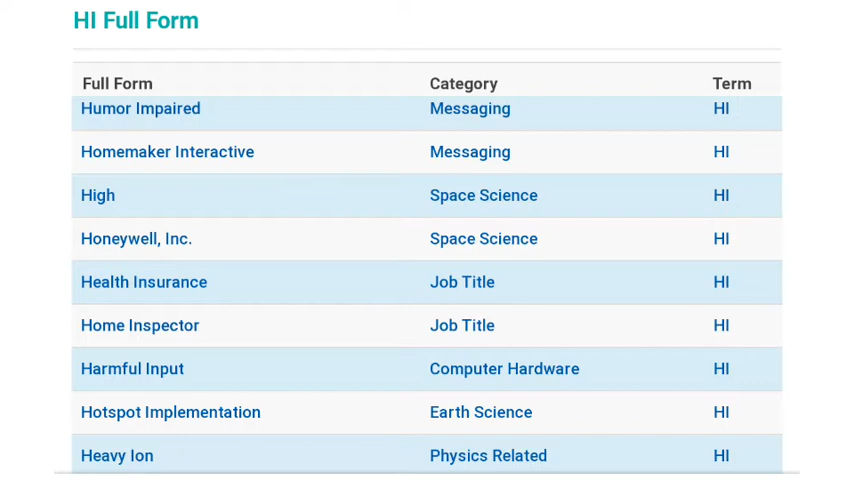 HI Full Form
Full Form Category Term
Humor Impaired Messaging HI
Homemaker Interactive Messaging HI
High Space Science HI
Honeywell, Inc. Space Science HI
Health Insurance Job Title HI
Home Inspector Job Title HI
Harmful Input Computer Hardware HI
Hotspot Implementation Earth Science HI
Heavy Ion Physics Related HI